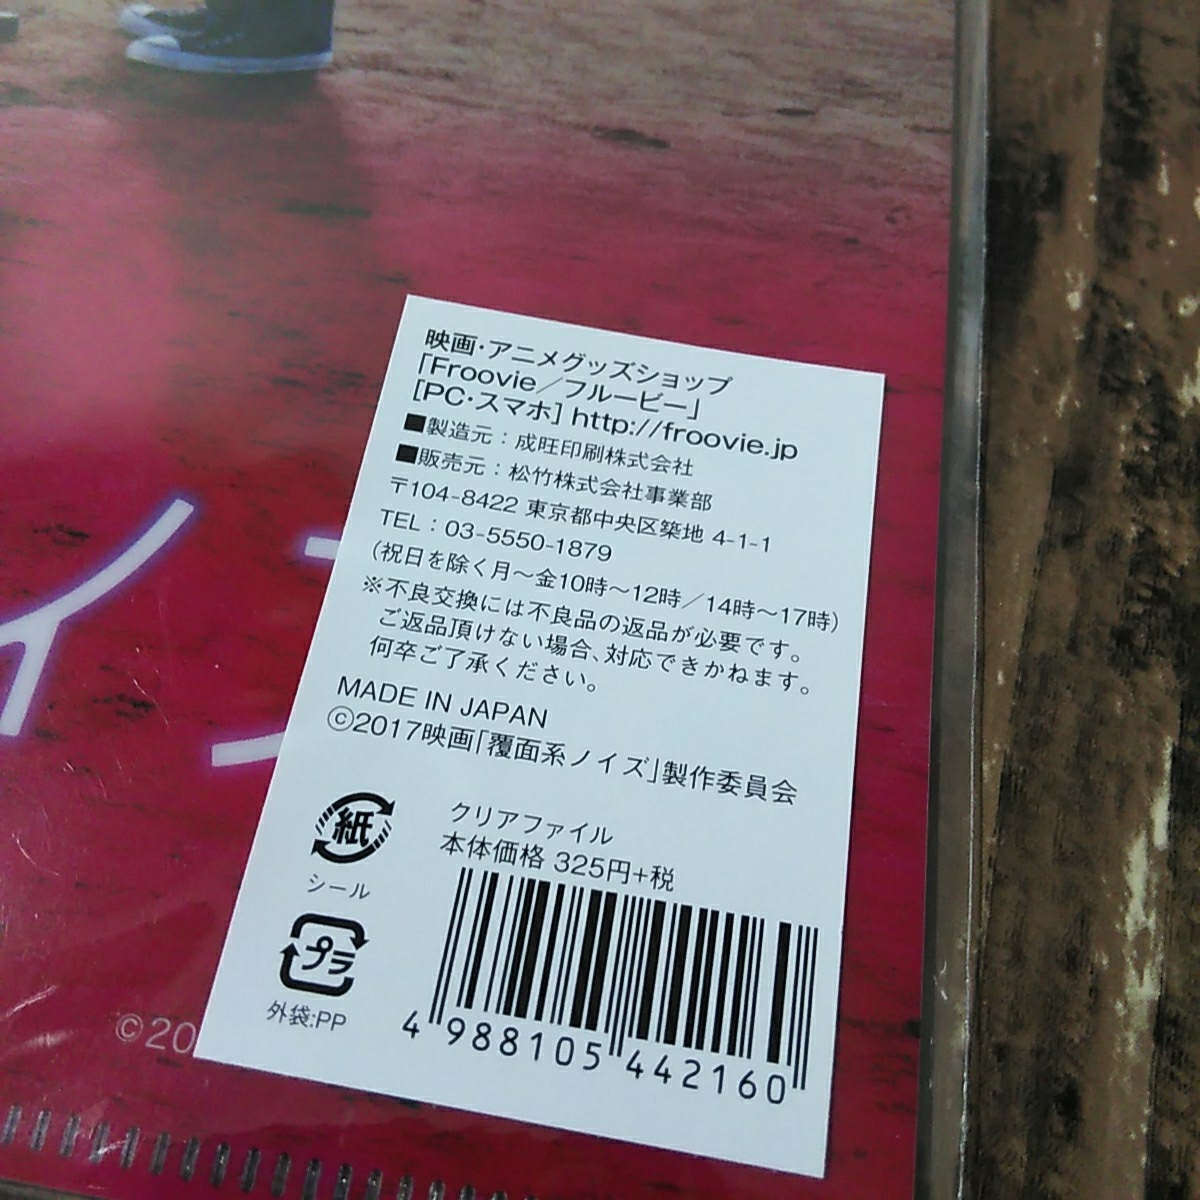 映画・アニメグッズショップ
「Froovie／フルービー」
[PC・スマホ] http://froovie.jp
■製造元：成旺印刷株式会社
■販売元：松竹株式会社事業部
〒104-8422 東京都中央区築地 4-1-1
TEL：03-5550-1879
（祝日を除く月～金10時～12時／14時～17時）
※不良交換には不良品の返品が必要です。
ご返品頂けない場合、対応できかねます。
何卒ご了承ください。
MADE IN JAPAN
©2017映画「覆面系ノイズ」製作委員会
紙
シール
プラ
外袋:PP
クリアファイル
本体価格 325円+税
4 988105 442160
イ
©20